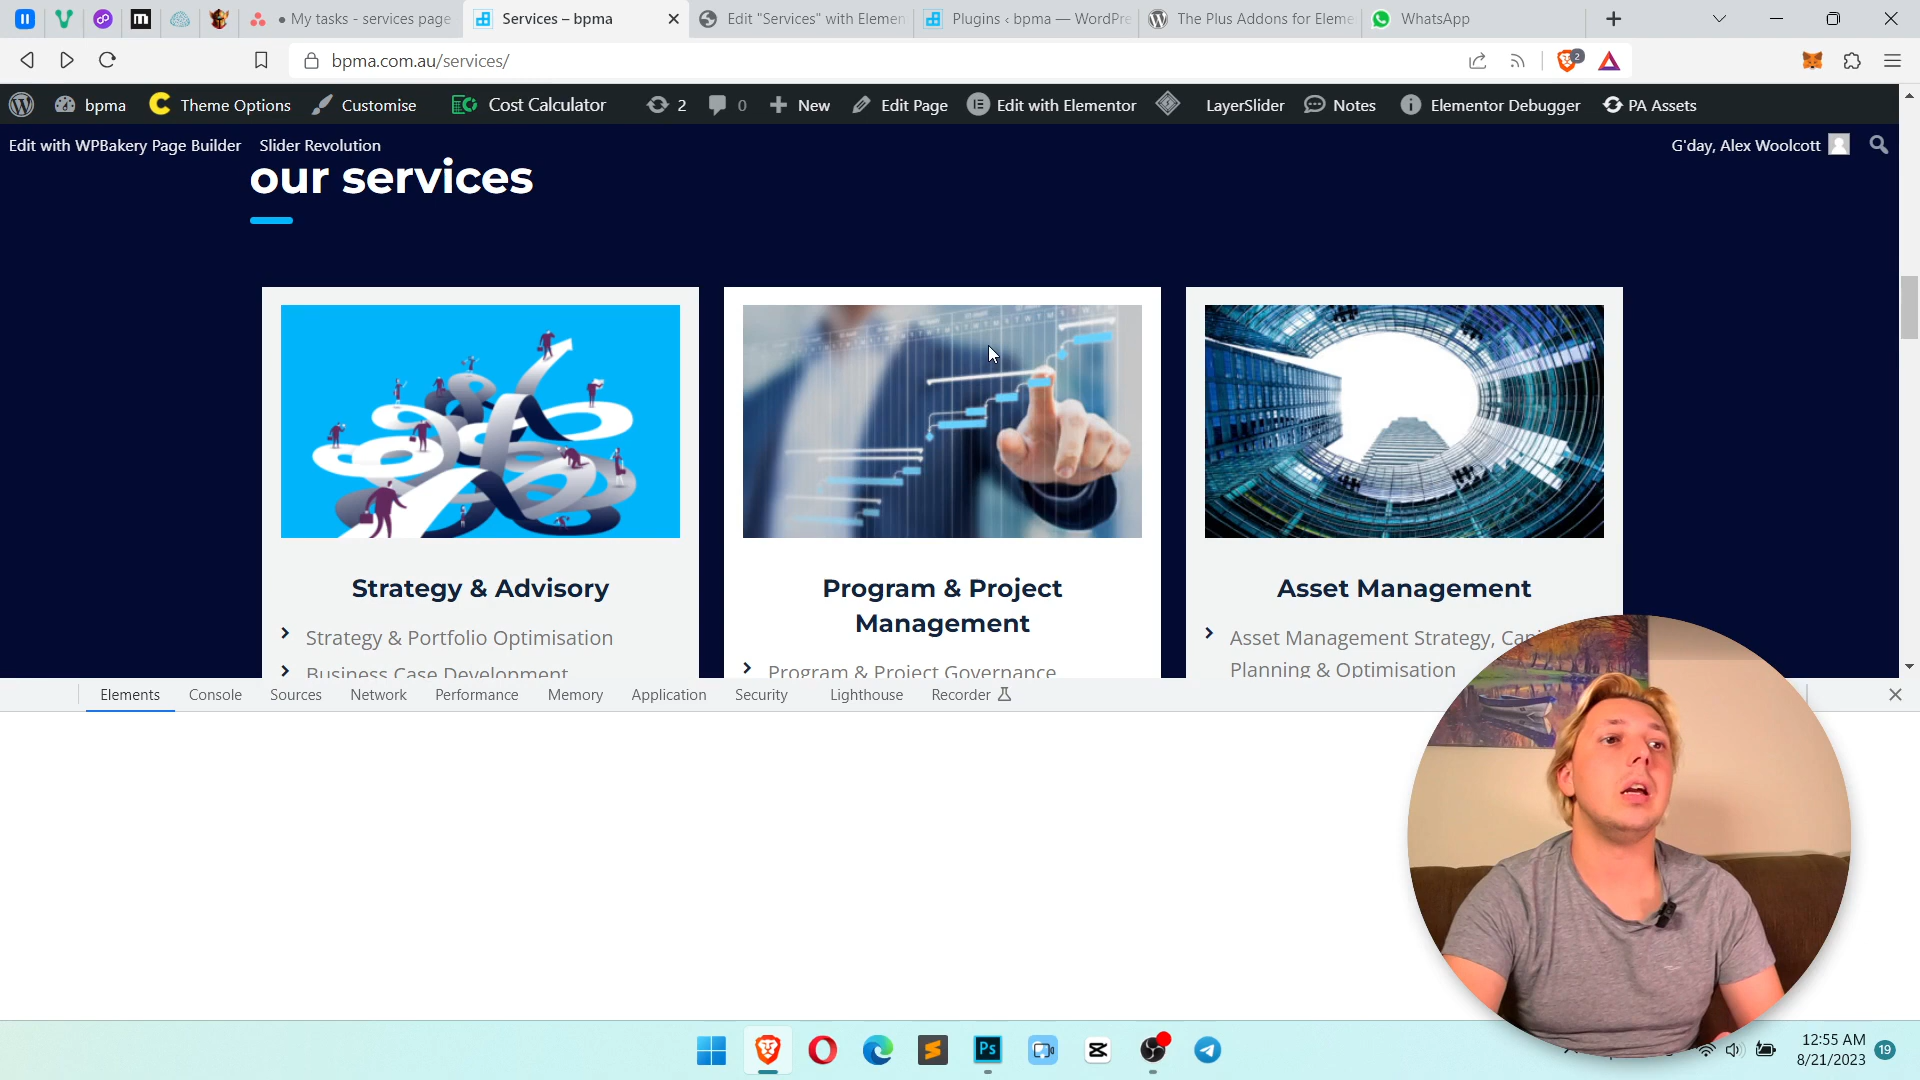 • My tasks - services page
Services – bpma
Edit "Services" with Elemen
Plugins ‹ bpma — WordPre
The Plus Addons for Eleme
WhatsApp
bpma.com.au/services/
2
bpma
Theme Options
Customise
Cost Calculator
2
0
New
Edit Page
Edit with Elementor
LayerSlider
Notes
Elementor Debugger
PA Assets
Edit with WPBakery Page Builder
Slider Revolution
G'day, Alex Woolcott
our services
Strategy & Advisory
Strategy & Portfolio Optimisation
Business Case Development
Program & Project
Management
Program & Project Governance
Asset Management
Asset Management Strategy,
Planning & Optimisation
Elements
Console
Sources
Network
Performance
Memory
Application
Security
Lighthouse
Recorder
Ps
12:55 AM
8/21/2023
19